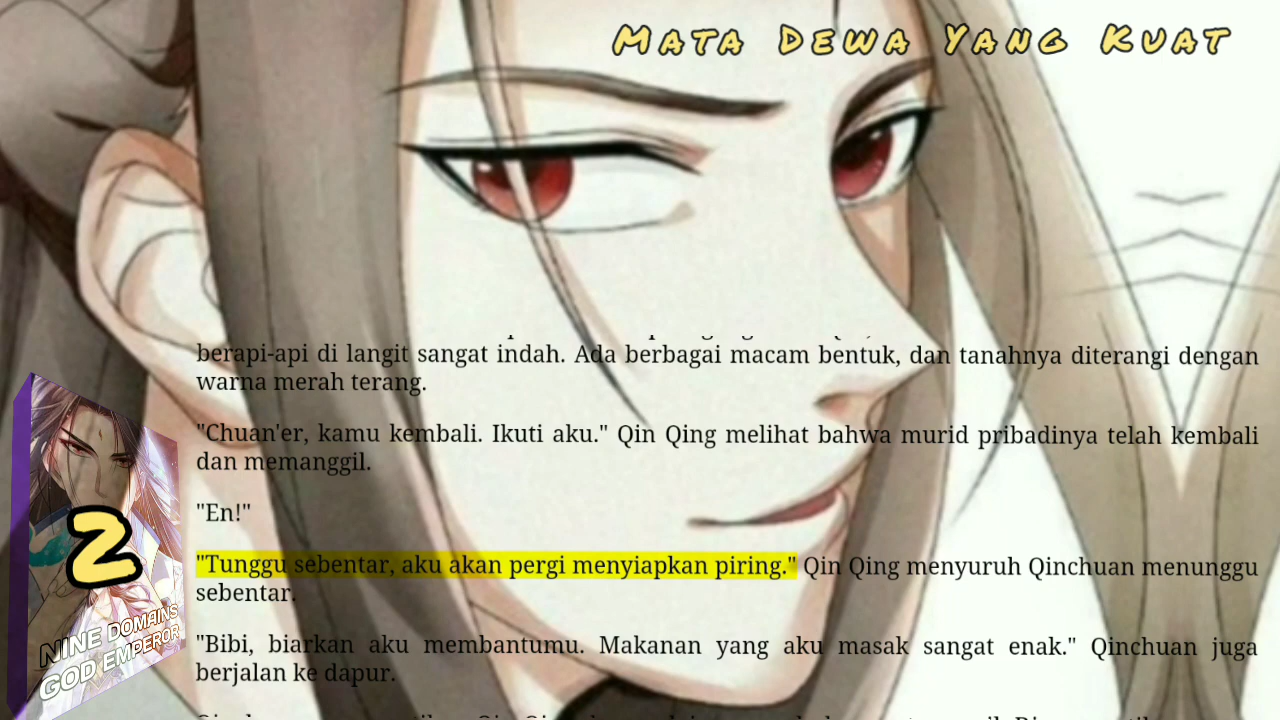 Mata Dewa Yang Kuat
berapi-api di langit sangat indah. Ada berbagai macam bentuk, dan tanahnya diterangi dengan
warna merah terang.
"Chuan'er, kamu kembali. Ikuti aku." Qin Qing melihat bahwa murid pribadinya telah kembali
dan memanggil.
"En!"
"Tunggu sebentar, aku akan pergi menyiapkan piring." Qin Qing menyuruh Qinchuan menunggu
sebentar.
"Bibi, biarkan aku membantumu. Makanan yang aku masak sangat enak." Qinchuan juga
berjalan ke dapur.
2
NINE DOMAINS
GOD EMPEROR